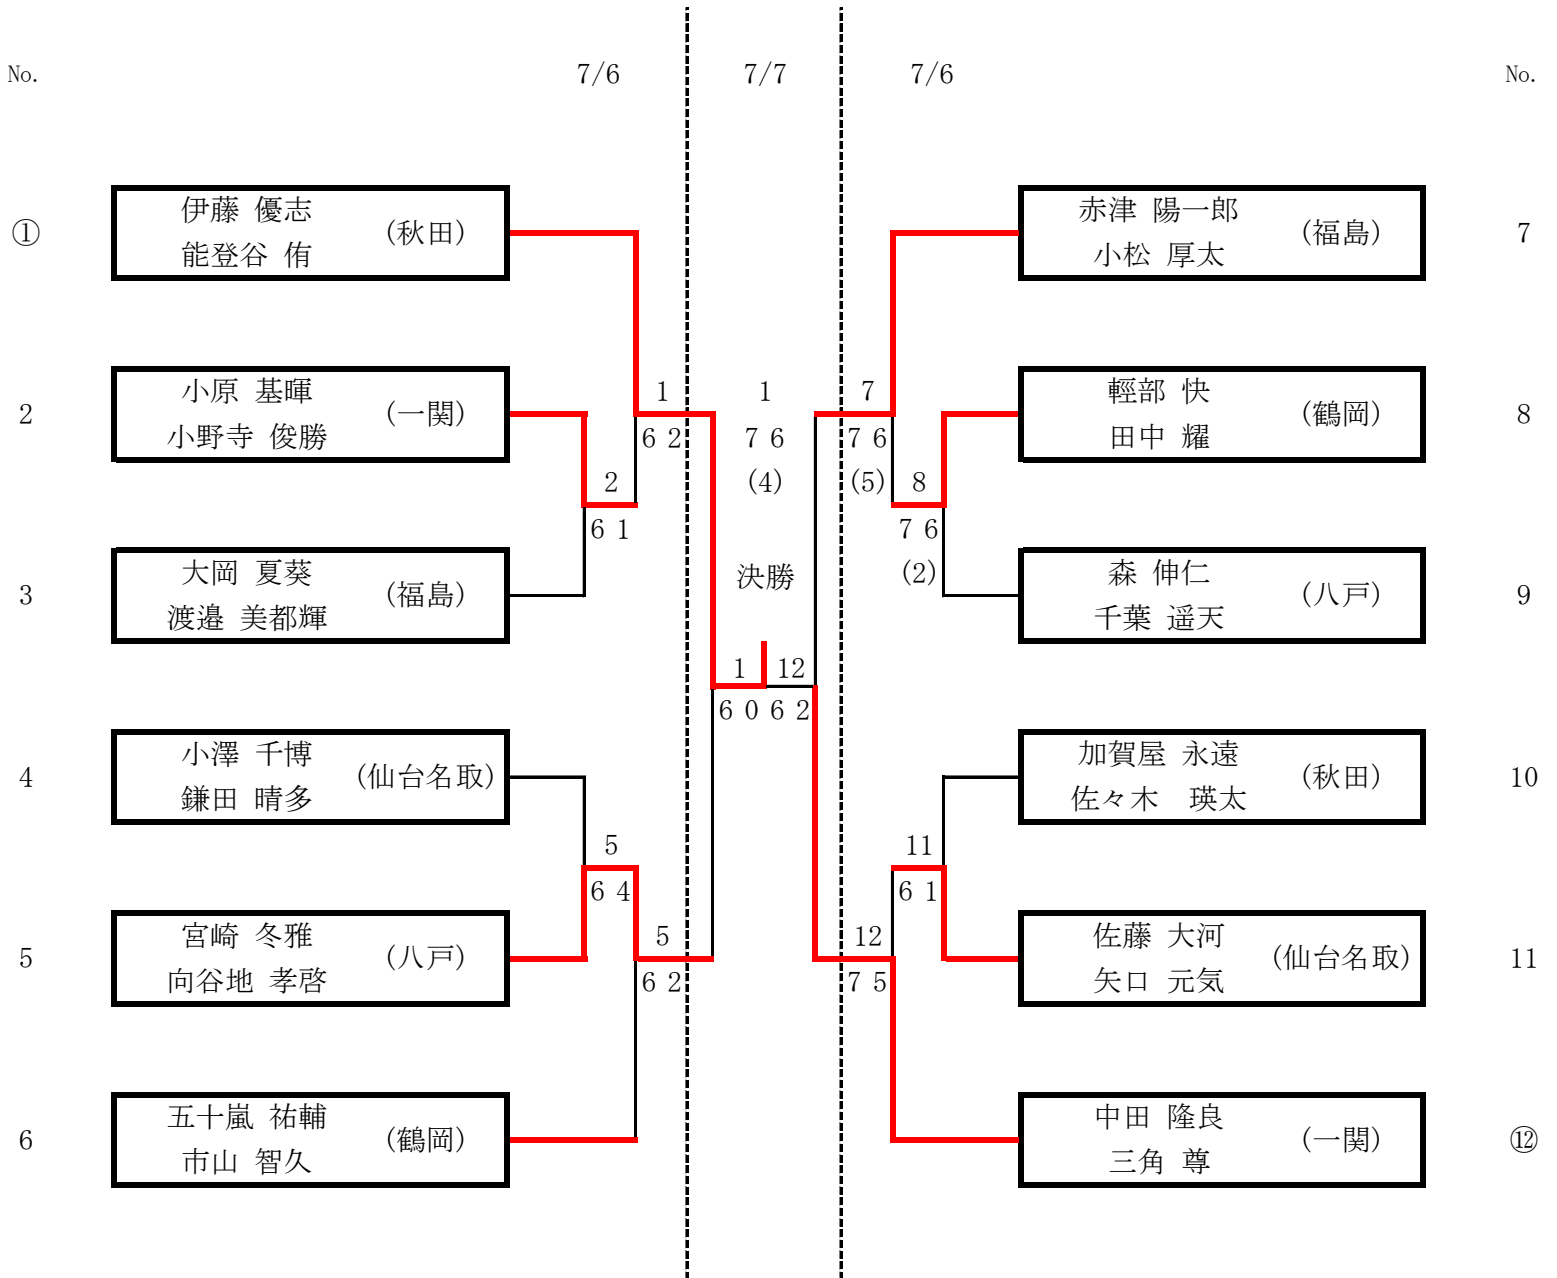 No. 7/6 7/7 7/6 No.
① 伊藤 優志 (秋田)
能登谷 侑
赤津 陽一郎 (福島) 7
小松 厚太
2 小原 基暉 (一関)
小野寺 俊勝
1
6 2
1
7 6
(4)
7
7 6
(5)
輕部 快 (鶴岡) 8
田中 耀
2
6 1
8
7 6
(2)
3 大岡 夏葵 (福島)
渡邉 美都輝
決勝
森 伸仁 (八戸) 9
千葉 遥天
1 12
6 0 6 2
4 小澤 千博 (仙台名取)
鎌田 晴多
加賀屋 永遠 (秋田) 10
佐々木 瑛太
5
6 4
11
6 1
5 宮崎 冬雅 (八戸)
向谷地 孝啓
5
6 2
12
7 5
佐藤 大河 (仙台名取) 11
矢口 元気
6 五十嵐 祐輔 (鶴岡)
市山 智久
中田 隆良 (一関) ⑫
三角 尊